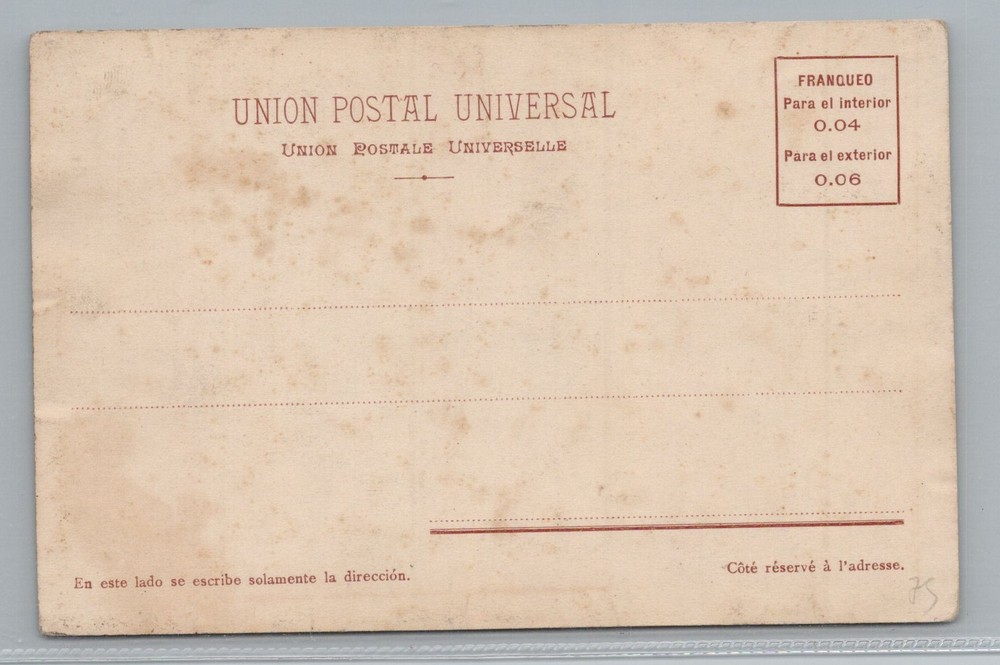 UNION POSTAL UNIVERSAL
UNION POSTALE UNIVERSELLE
FRANQUEO
Para el interior
0.04
Para el exterior
0.06
En este lado se escribe solamente la dirección.
Côté réservé à l'adresse.
75